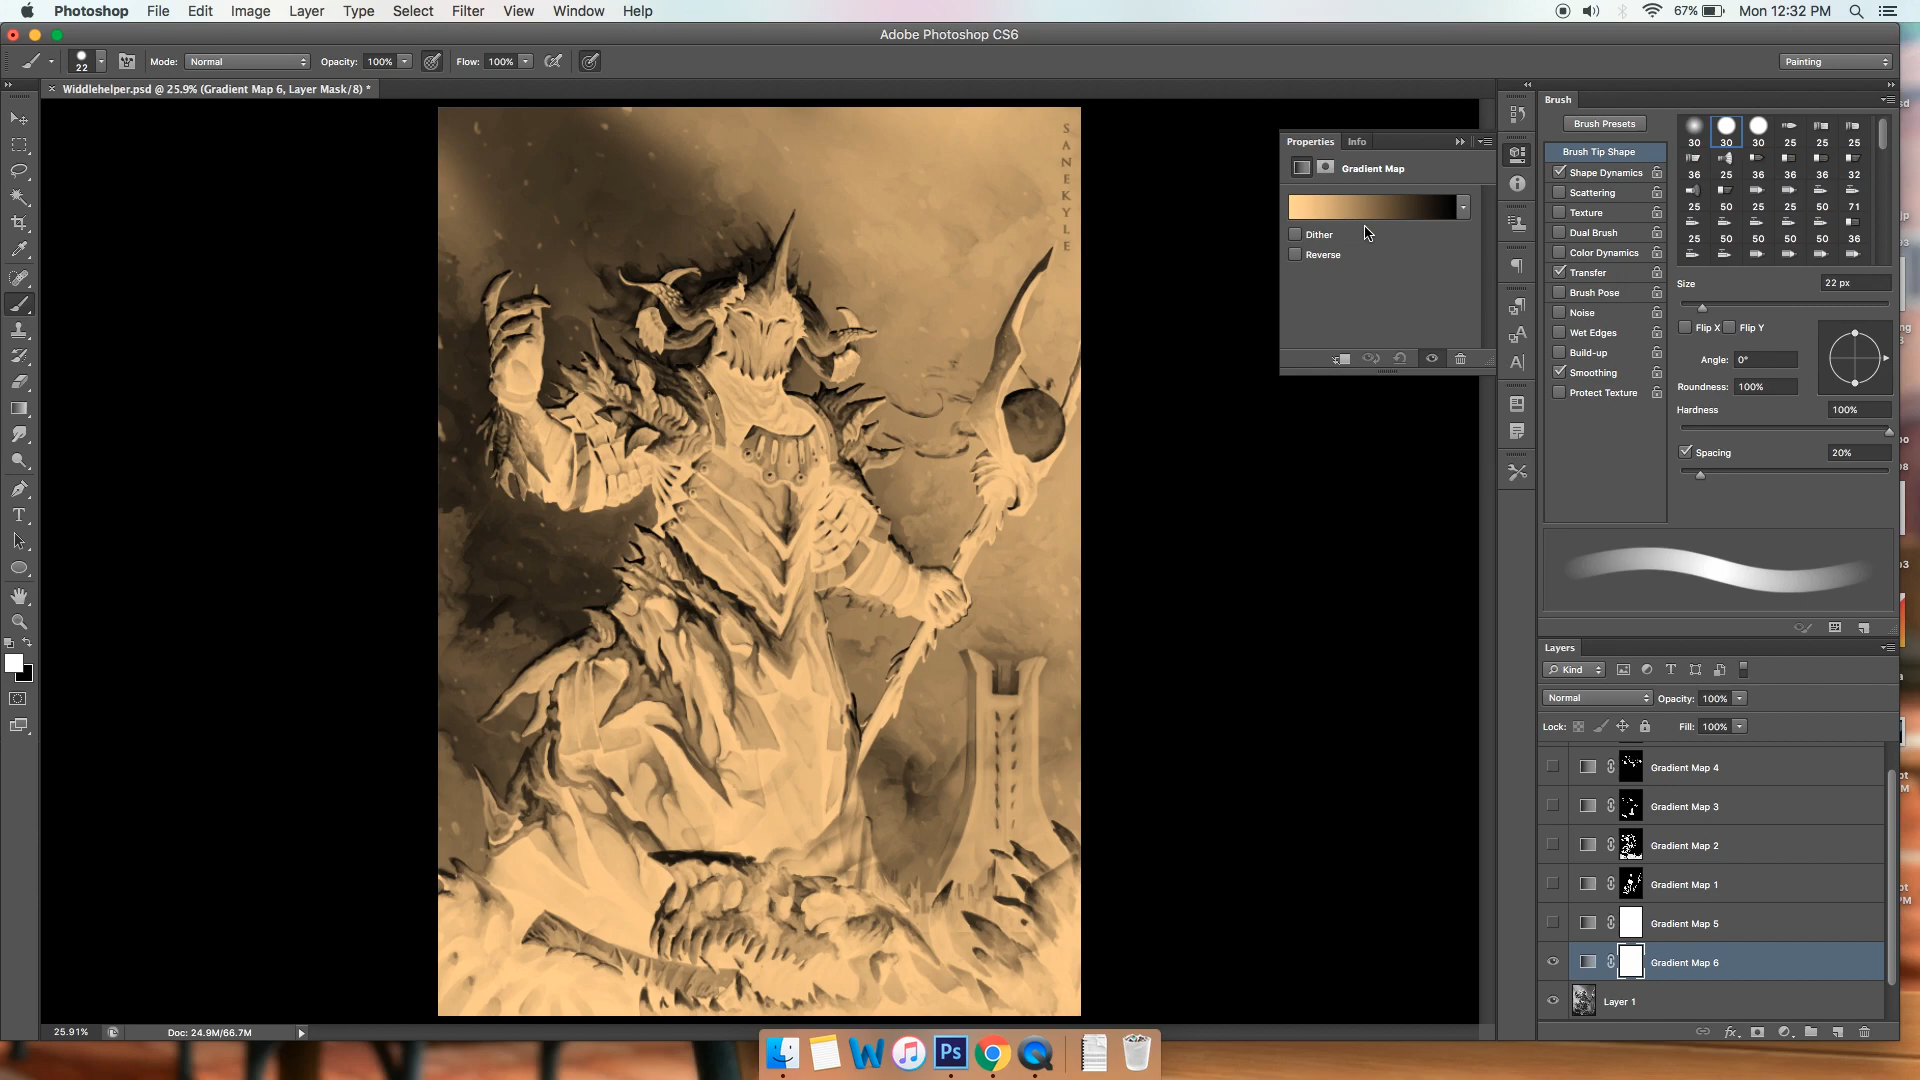 Photoshop File Edit Image Layer Type Select Filter View Window Help 67% Mon 12:32 PM
Adobe Photoshop CS6
22 Mode: Normal Opacity: 100% Flow: 100% Painting
× Widdlehelper.psd @ 25.9% (Gradient Map 6, Layer Mask/8) *
SANEKYLE
Properties Info
Gradient Map
Dither
Reverse
Brush
Brush Presets
Brush Tip Shape
Shape Dynamics
Scattering
Texture
Dual Brush
Color Dynamics
Transfer
Brush Pose
Noise
Wet Edges
Build-up
Smoothing
Protect Texture
30 30 30 25 25 25
36 25 36 36 36 32
25 50 25 25 50 71
25 50 50 50 50 36
Size 22 px
Flip X Flip Y
Angle: 0°
Roundness: 100%
Hardness 100%
Spacing 20%
Layers
Kind
Normal Opacity: 100%
Lock: Fill: 100%
Gradient Map 4
Gradient Map 3
Gradient Map 2
Gradient Map 1
Gradient Map 5
Gradient Map 6
Layer 1
fx
25.91% Doc: 24.9M/66.7M
Ps